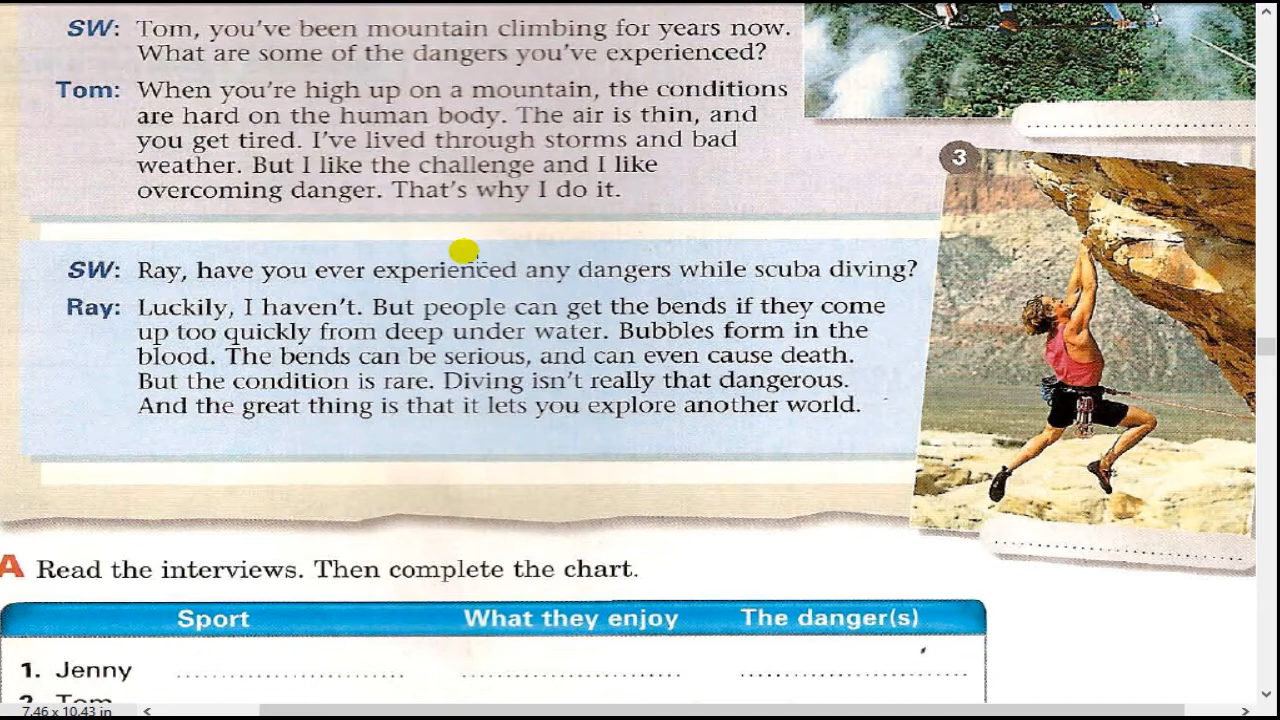 SW: Tom, you've been mountain climbing for years now.
What are some of the dangers you've experienced?
Tom: When you're high up on a mountain, the conditions
are hard on the human body. The air is thin, and
you get tired. I've lived through storms and bad
weather. But I like the challenge and I like
overcoming danger. That's why I do it.
3
SW: Ray, have you ever experienced any dangers while scuba diving?
Ray: Luckily, I haven't. But people can get the bends if they come
up too quickly from deep under water. Bubbles form in the
blood. The bends can be serious, and can even cause death.
But the condition is rare. Diving isn't really that dangerous.
And the great thing is that it lets you explore another world.
A Read the interviews. Then complete the chart.
Sport What they enjoy The danger(s)
1. Jenny
2. Tom
7.46 x 10.43 in